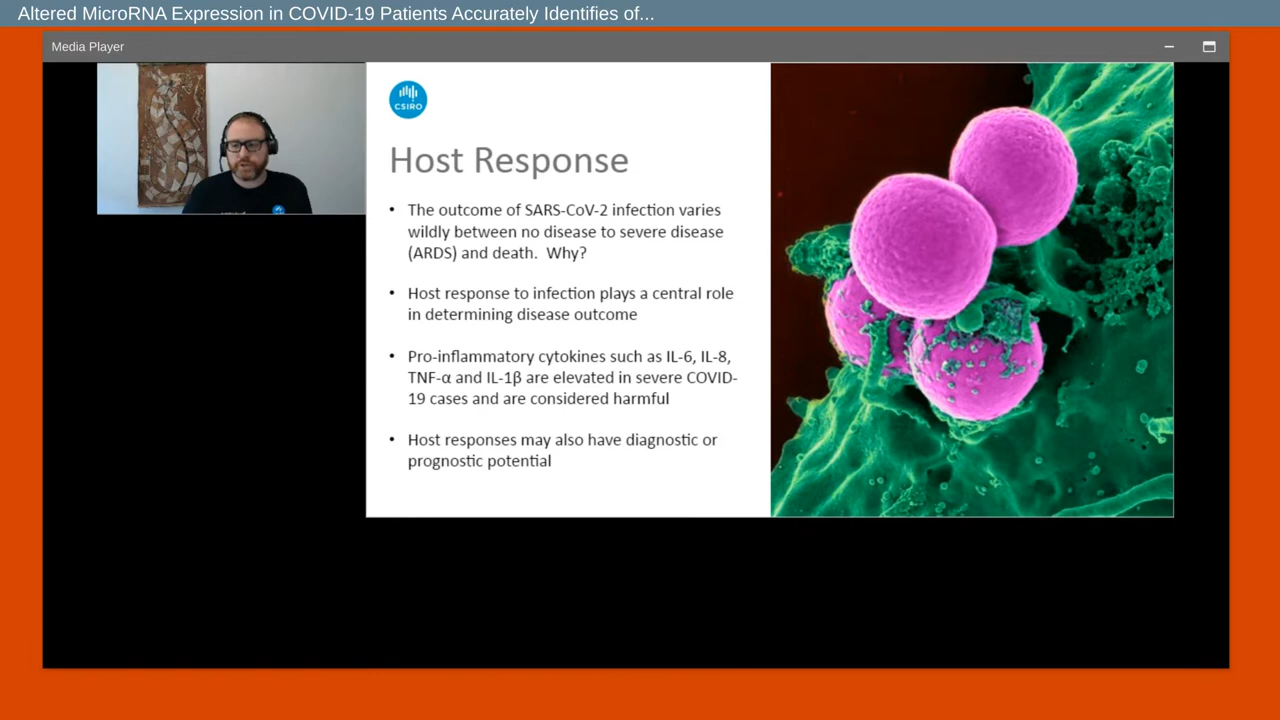 Altered MicroRNA Expression in COVID-19 Patients Accurately Identifies of...
Media Player
CSIRO
Host Response
• The outcome of SARS-CoV-2 infection varies
wildly between no disease to severe disease
(ARDS) and death. Why?
• Host response to infection plays a central role
in determining disease outcome
• Pro-inflammatory cytokines such as IL-6, IL-8,
TNF-α and IL-1β are elevated in severe COVID-
19 cases and are considered harmful
• Host responses may also have diagnostic or
prognostic potential